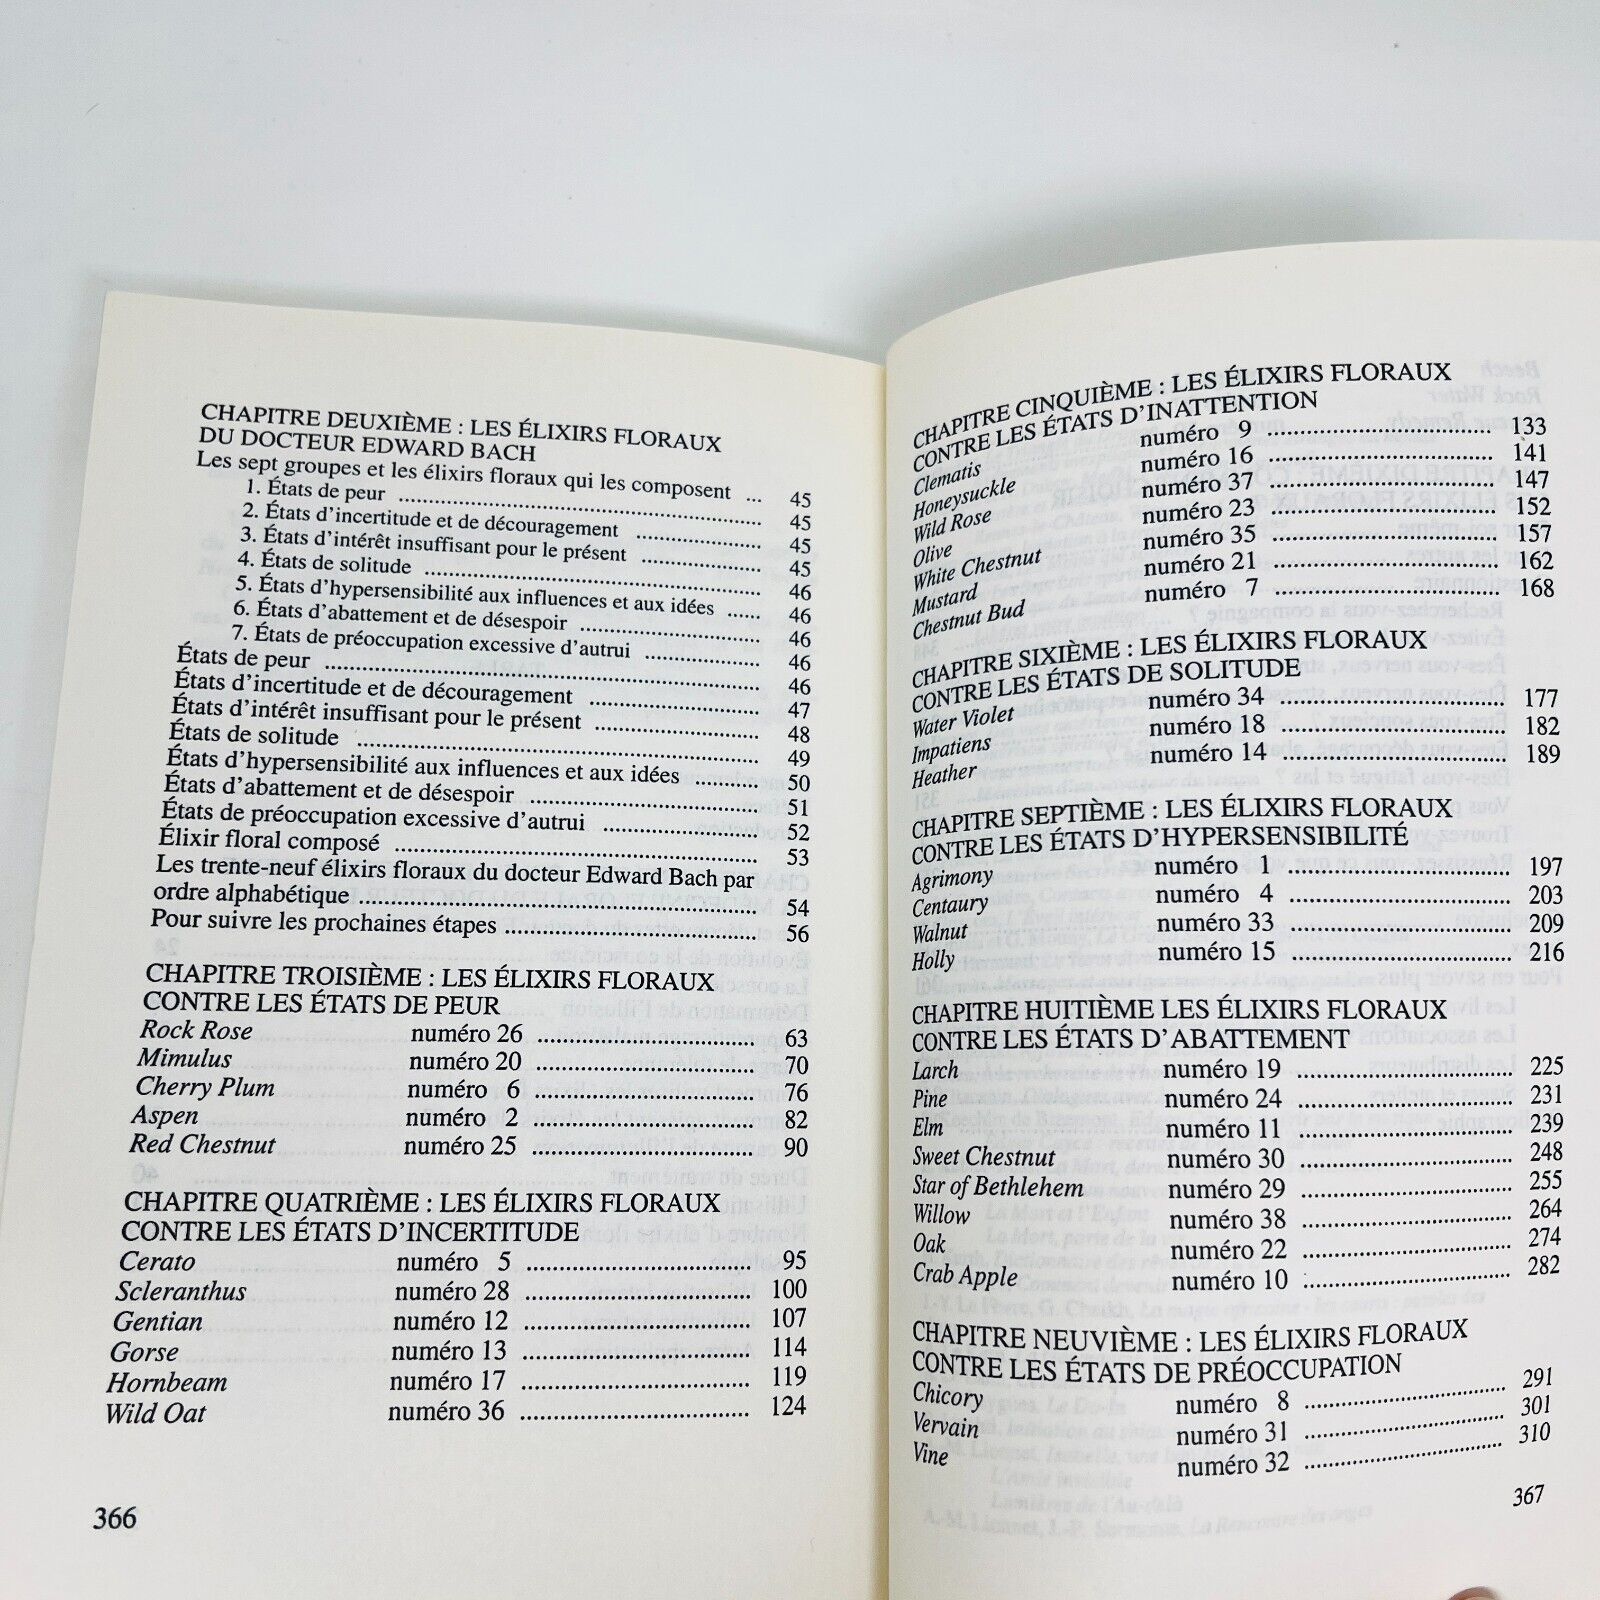 CHAPITRE DEUXIÈME : LES ÉLIXIRS FLORAUX
DU DOCTEUR EDWARD BACH
Les sept groupes et les élixirs floraux qui les composent ... 45
1. États de peur ... 45
2. États d'incertitude et de découragement ... 45
3. États d'intérêt insuffisant pour le présent ... 45
4. États de solitude ... 46
5. États d'hypersensibilité aux influences et aux idées ... 46
6. États d'abattement et de désespoir ... 46
7. États de préoccupation excessive d'autrui ... 46
États de peur ... 46
États d'incertitude et de découragement ... 47
États d'intérêt insuffisant pour le présent ... 48
États de solitude ... 49
États d'hypersensibilité aux influences et aux idées ... 50
États d'abattement et de désespoir ... 51
États de préoccupation excessive d'autrui ... 52
Élixir floral composé ... 53
Les trente-neuf élixirs floraux du docteur Edward Bach par
ordre alphabétique ... 54
Pour suivre les prochaines étapes ... 56
CHAPITRE TROISIÈME : LES ÉLIXIRS FLORAUX
CONTRE LES ÉTATS DE PEUR
Rock Rose numéro 26 ... 63
Mimulus numéro 20 ... 70
Cherry Plum numéro 6 ... 76
Aspen numéro 2 ... 82
Red Chestnut numéro 25 ... 90
CHAPITRE QUATRIÈME : LES ÉLIXIRS FLORAUX
CONTRE LES ÉTATS D'INCERTITUDE
Cerato numéro 5 ... 95
Scleranthus numéro 28 ... 100
Gentian numéro 12 ... 107
Gorse numéro 13 ... 114
Hornbeam numéro 17 ... 119
Wild Oat numéro 36 ... 124
366
CHAPITRE CINQUIÈME : LES ÉLIXIRS FLORAUX
CONTRE LES ÉTATS D'INATTENTION
Clematis numéro 9 ... 133
Honeysuckle numéro 16 ... 141
Wild Rose numéro 37 ... 147
Olive numéro 23 ... 152
White Chestnut numéro 35 ... 157
Mustard numéro 21 ... 162
Chestnut Bud numéro 7 ... 168
CHAPITRE SIXIÈME : LES ÉLIXIRS FLORAUX
CONTRE LES ÉTATS DE SOLITUDE
Water Violet numéro 34 ... 177
Impatiens numéro 18 ... 182
Heather numéro 14 ... 189
CHAPITRE SEPTIÈME : LES ÉLIXIRS FLORAUX
CONTRE LES ÉTATS D'HYPERSENSIBILITÉ
Agrimony numéro 1 ... 197
Centaury numéro 4 ... 203
Walnut numéro 33 ... 209
Holly numéro 15 ... 216
CHAPITRE HUITIÈME LES ÉLIXIRS FLORAUX
CONTRE LES ÉTATS D'ABATTEMENT
Larch numéro 19 ... 225
Pine numéro 24 ... 231
Elm numéro 11 ... 239
Sweet Chestnut numéro 30 ... 248
Star of Bethlehem numéro 29 ... 255
Willow numéro 38 ... 264
Oak numéro 22 ... 274
Crab Apple numéro 10 ... 282
CHAPITRE NEUVIÈME : LES ÉLIXIRS FLORAUX
CONTRE LES ÉTATS DE PRÉOCCUPATION
Chicory numéro 8 ... 291
Vervain numéro 31 ... 301
Vine numéro 32 ... 310
367